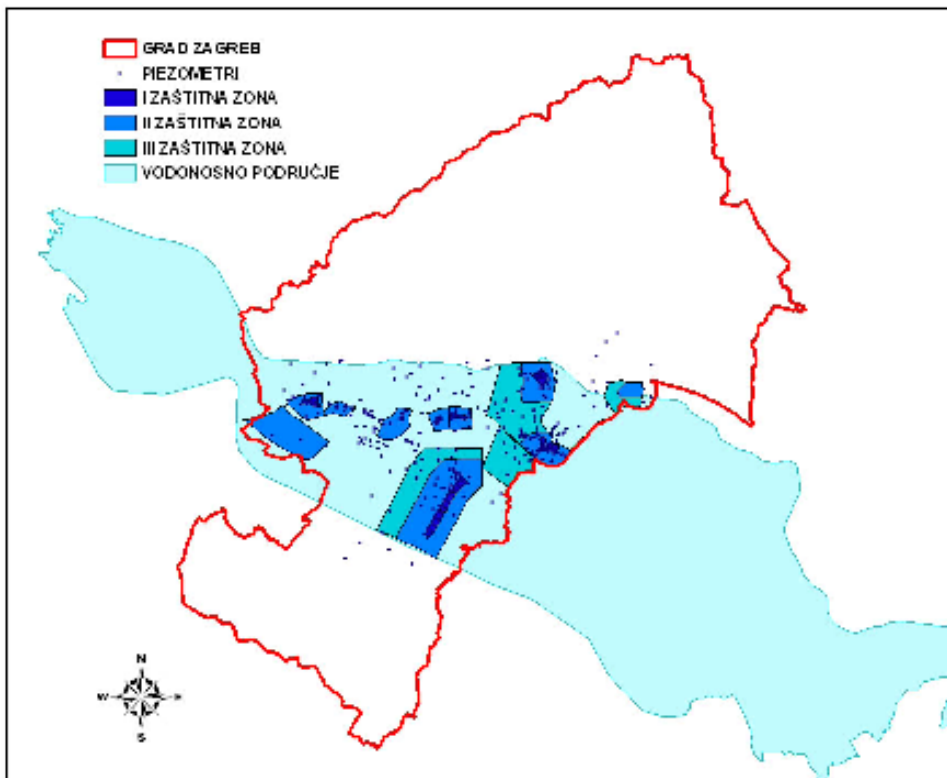 GRAD ZAGREB
PIEZOMETRI
I ZAŠTITNA ZONA
II ZAŠTITNA ZONA
III ZAŠTITNA ZONA
VODONOSNO PODRUČJE
N
W E
S